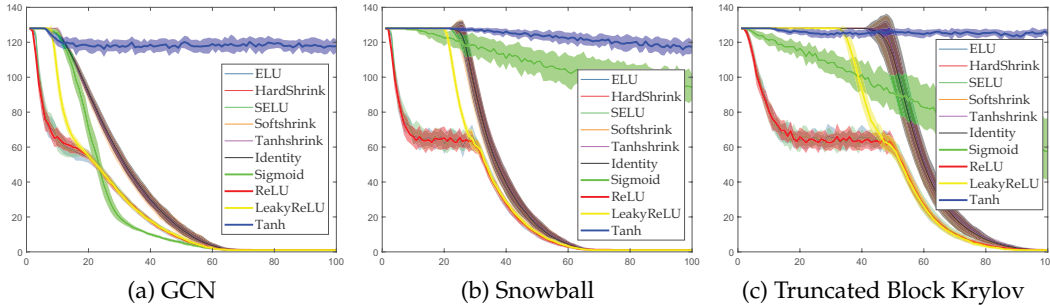 140
120
100
80
60
40
20
0
0 20 40 60 80 100
ELU
HardShrink
SELU
Softshrink
Tanhshrink
Identity
Sigmoid
ReLU
LeakyReLU
Tanh
(a) GCN
140
120
100
80
60
40
20
0
0 20 40 60 80 100
ELU
HardShrink
SELU
Softshrink
Tanhshrink
Identity
Sigmoid
ReLU
LeakyReLU
Tanh
(b) Snowball
140
120
100
80
60
40
20
0
0 20 40 60 80 100
ELU
HardShrink
SELU
Softshrink
Tanhshrink
Identity
Sigmoid
ReLU
LeakyReLU
Tanh
(c) Truncated Block Krylov